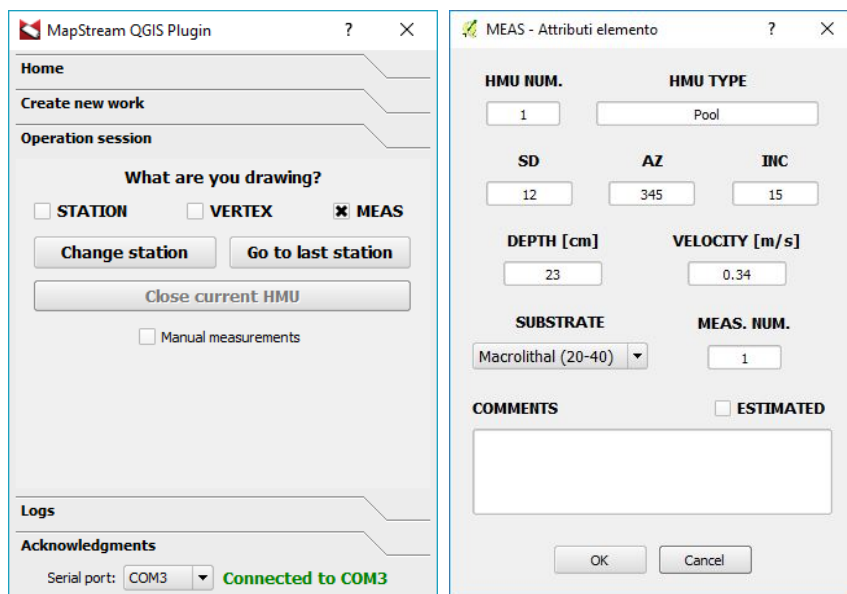 MapStream QGIS Plugin ?
Home
Create new work
Operation session
What are you drawing?
STATION VERTEX MEAS
Change station Go to last station
Close current HMU
Manual measurements
Logs
Acknowledgments
Serial port: COM3 Connected to COM3
MEAS - Attributi elemento ?
HMU NUM. HMU TYPE
1 Pool
SD AZ INC
12 345 15
DEPTH [cm] VELOCITY [m/s]
23 0.34
SUBSTRATE MEAS. NUM.
Macrolithal (20-40) 1
COMMENTS ESTIMATED
OK Cancel